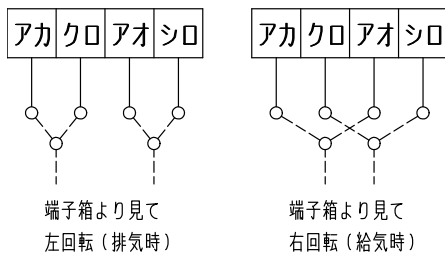 アカ クロ アオ シロ
アカ クロ アオ シロ
端子箱より見て
左回転(排気時)
端子箱より見て
右回転(給気時)